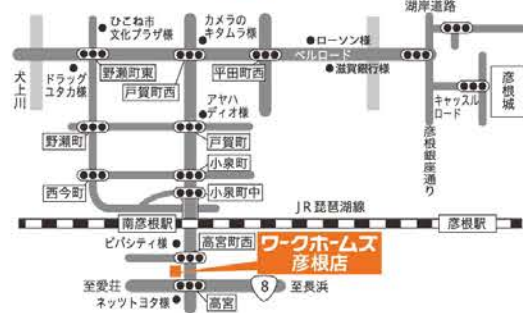 湖岸道路
ひこね市
文化プラザ様
カメラの
キタムラ様
ローソン様
ベルロード
犬上川
ドラッグ
ユタカ様
野瀬町東
戸賀町西
平田町西
滋賀銀行様
彦根城
キャッスル
ロード
アヤハ
ディオ様
野瀬町
戸賀町
小泉町
西今町
小泉町中
彦根銀座通り
JR琵琶湖線
南彦根駅
彦根駅
ビバシティ様
高宮町西
ワークホームズ
彦根店
至愛荘
8
至長浜
ネッツトヨタ様
高宮